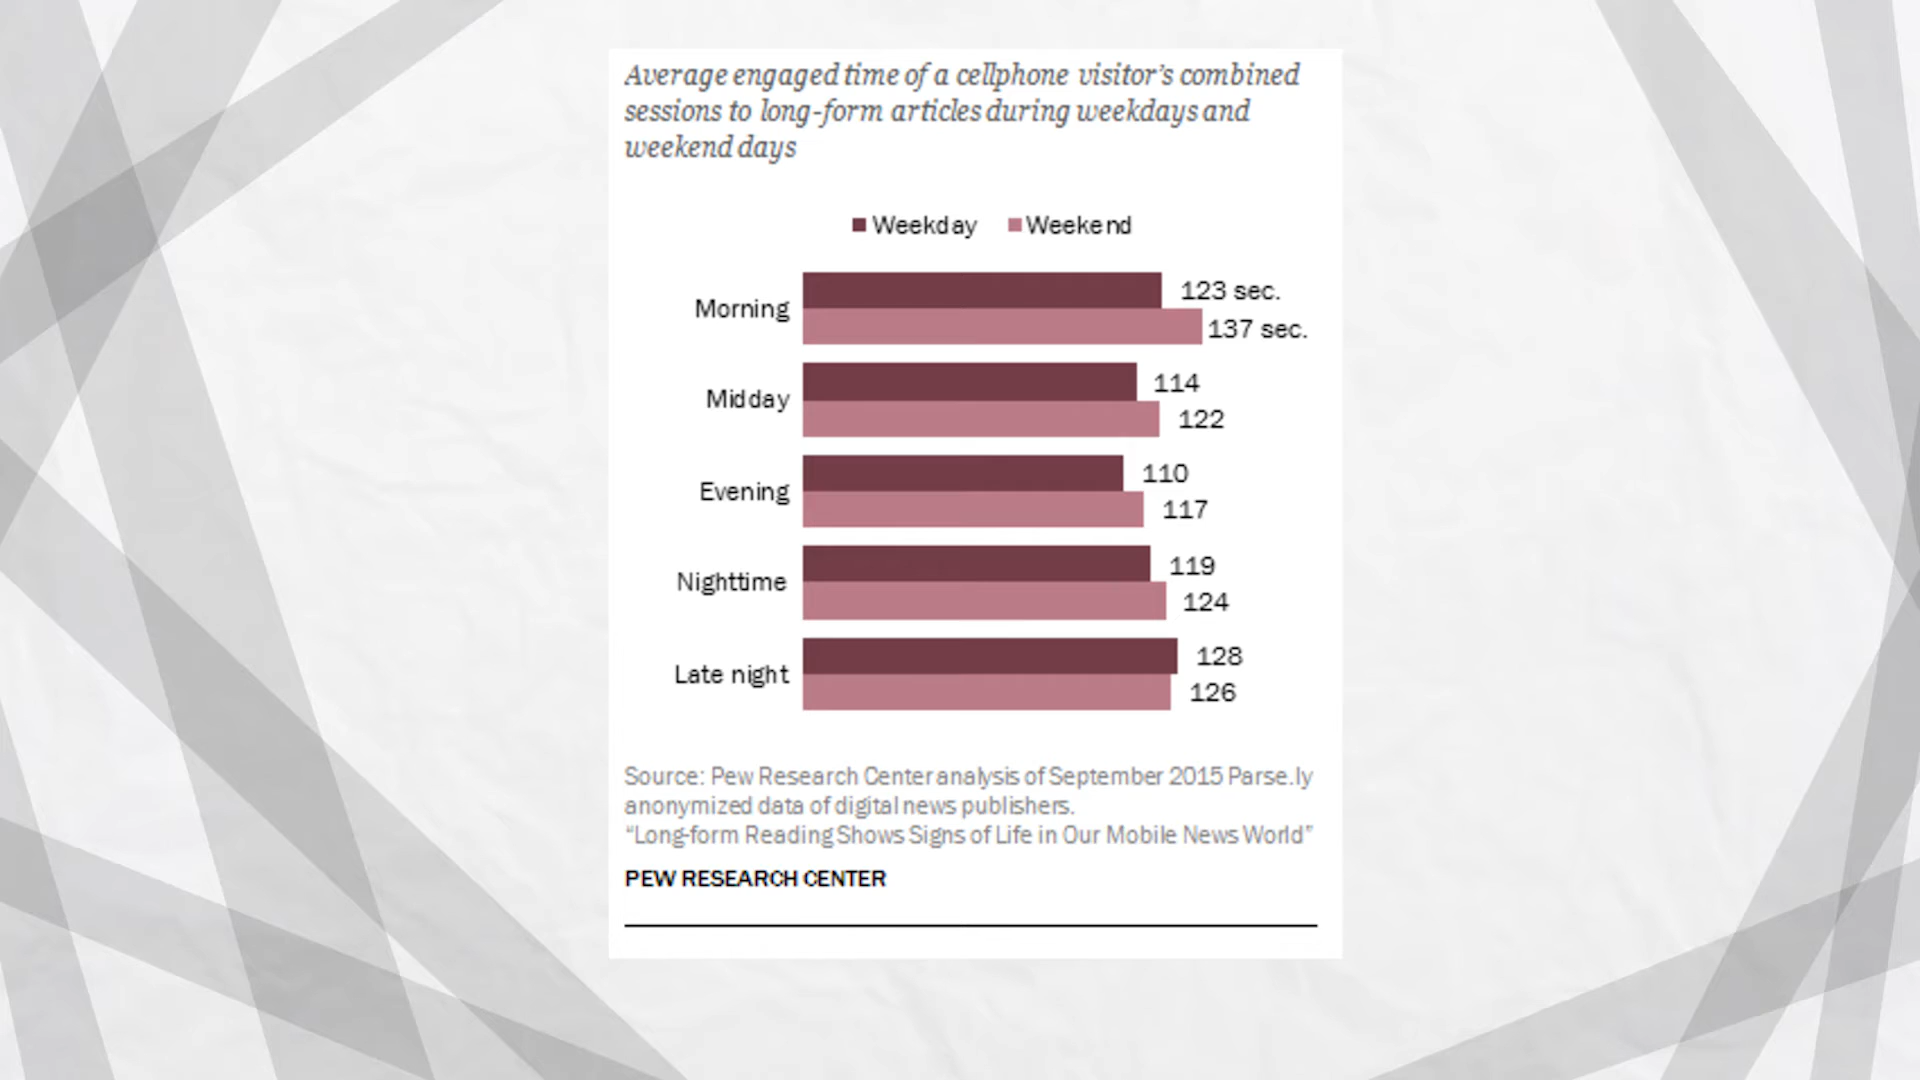 Average engaged time of a cellphone visitor’s combined
sessions to long-form articles during weekdays and
weekend days
Weekday Weekend
Morning 123 sec.
137 sec.
Midday 114
122
Evening 110
117
Nighttime 119
124
Late night 128
126
Source: Pew Research Center analysis of September 2015 Parse.ly
anonymized data of digital news publishers.
“Long-form Reading Shows Signs of Life in Our Mobile News World”
PEW RESEARCH CENTER